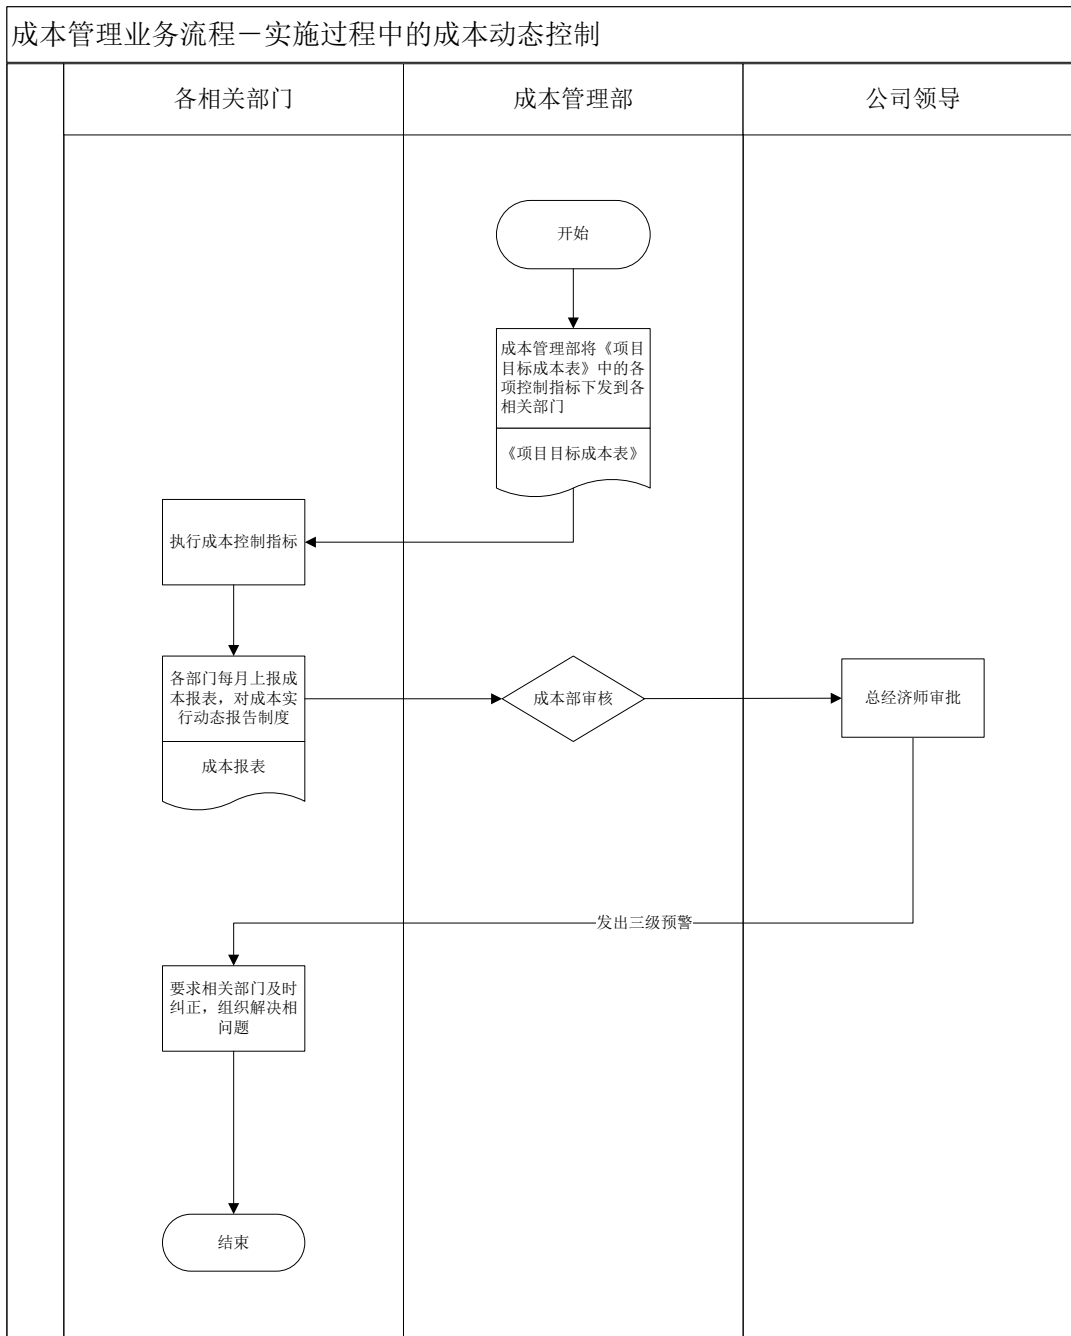 成本管理业务流程－实施过程中的成本动态控制
各相关部门
成本管理部
公司领导
开始
成本管理部将《项目
目标成本表》中的各
项控制指标下发到各
相关部门
《项目目标成本表》
执行成本控制指标
各部门每月上报成
本报表，对成本实
行动态报告制度
成本报表
成本部审核
总经济师审批
发出三级预警
要求相关部门及时
纠正，组织解决相
问题
结束